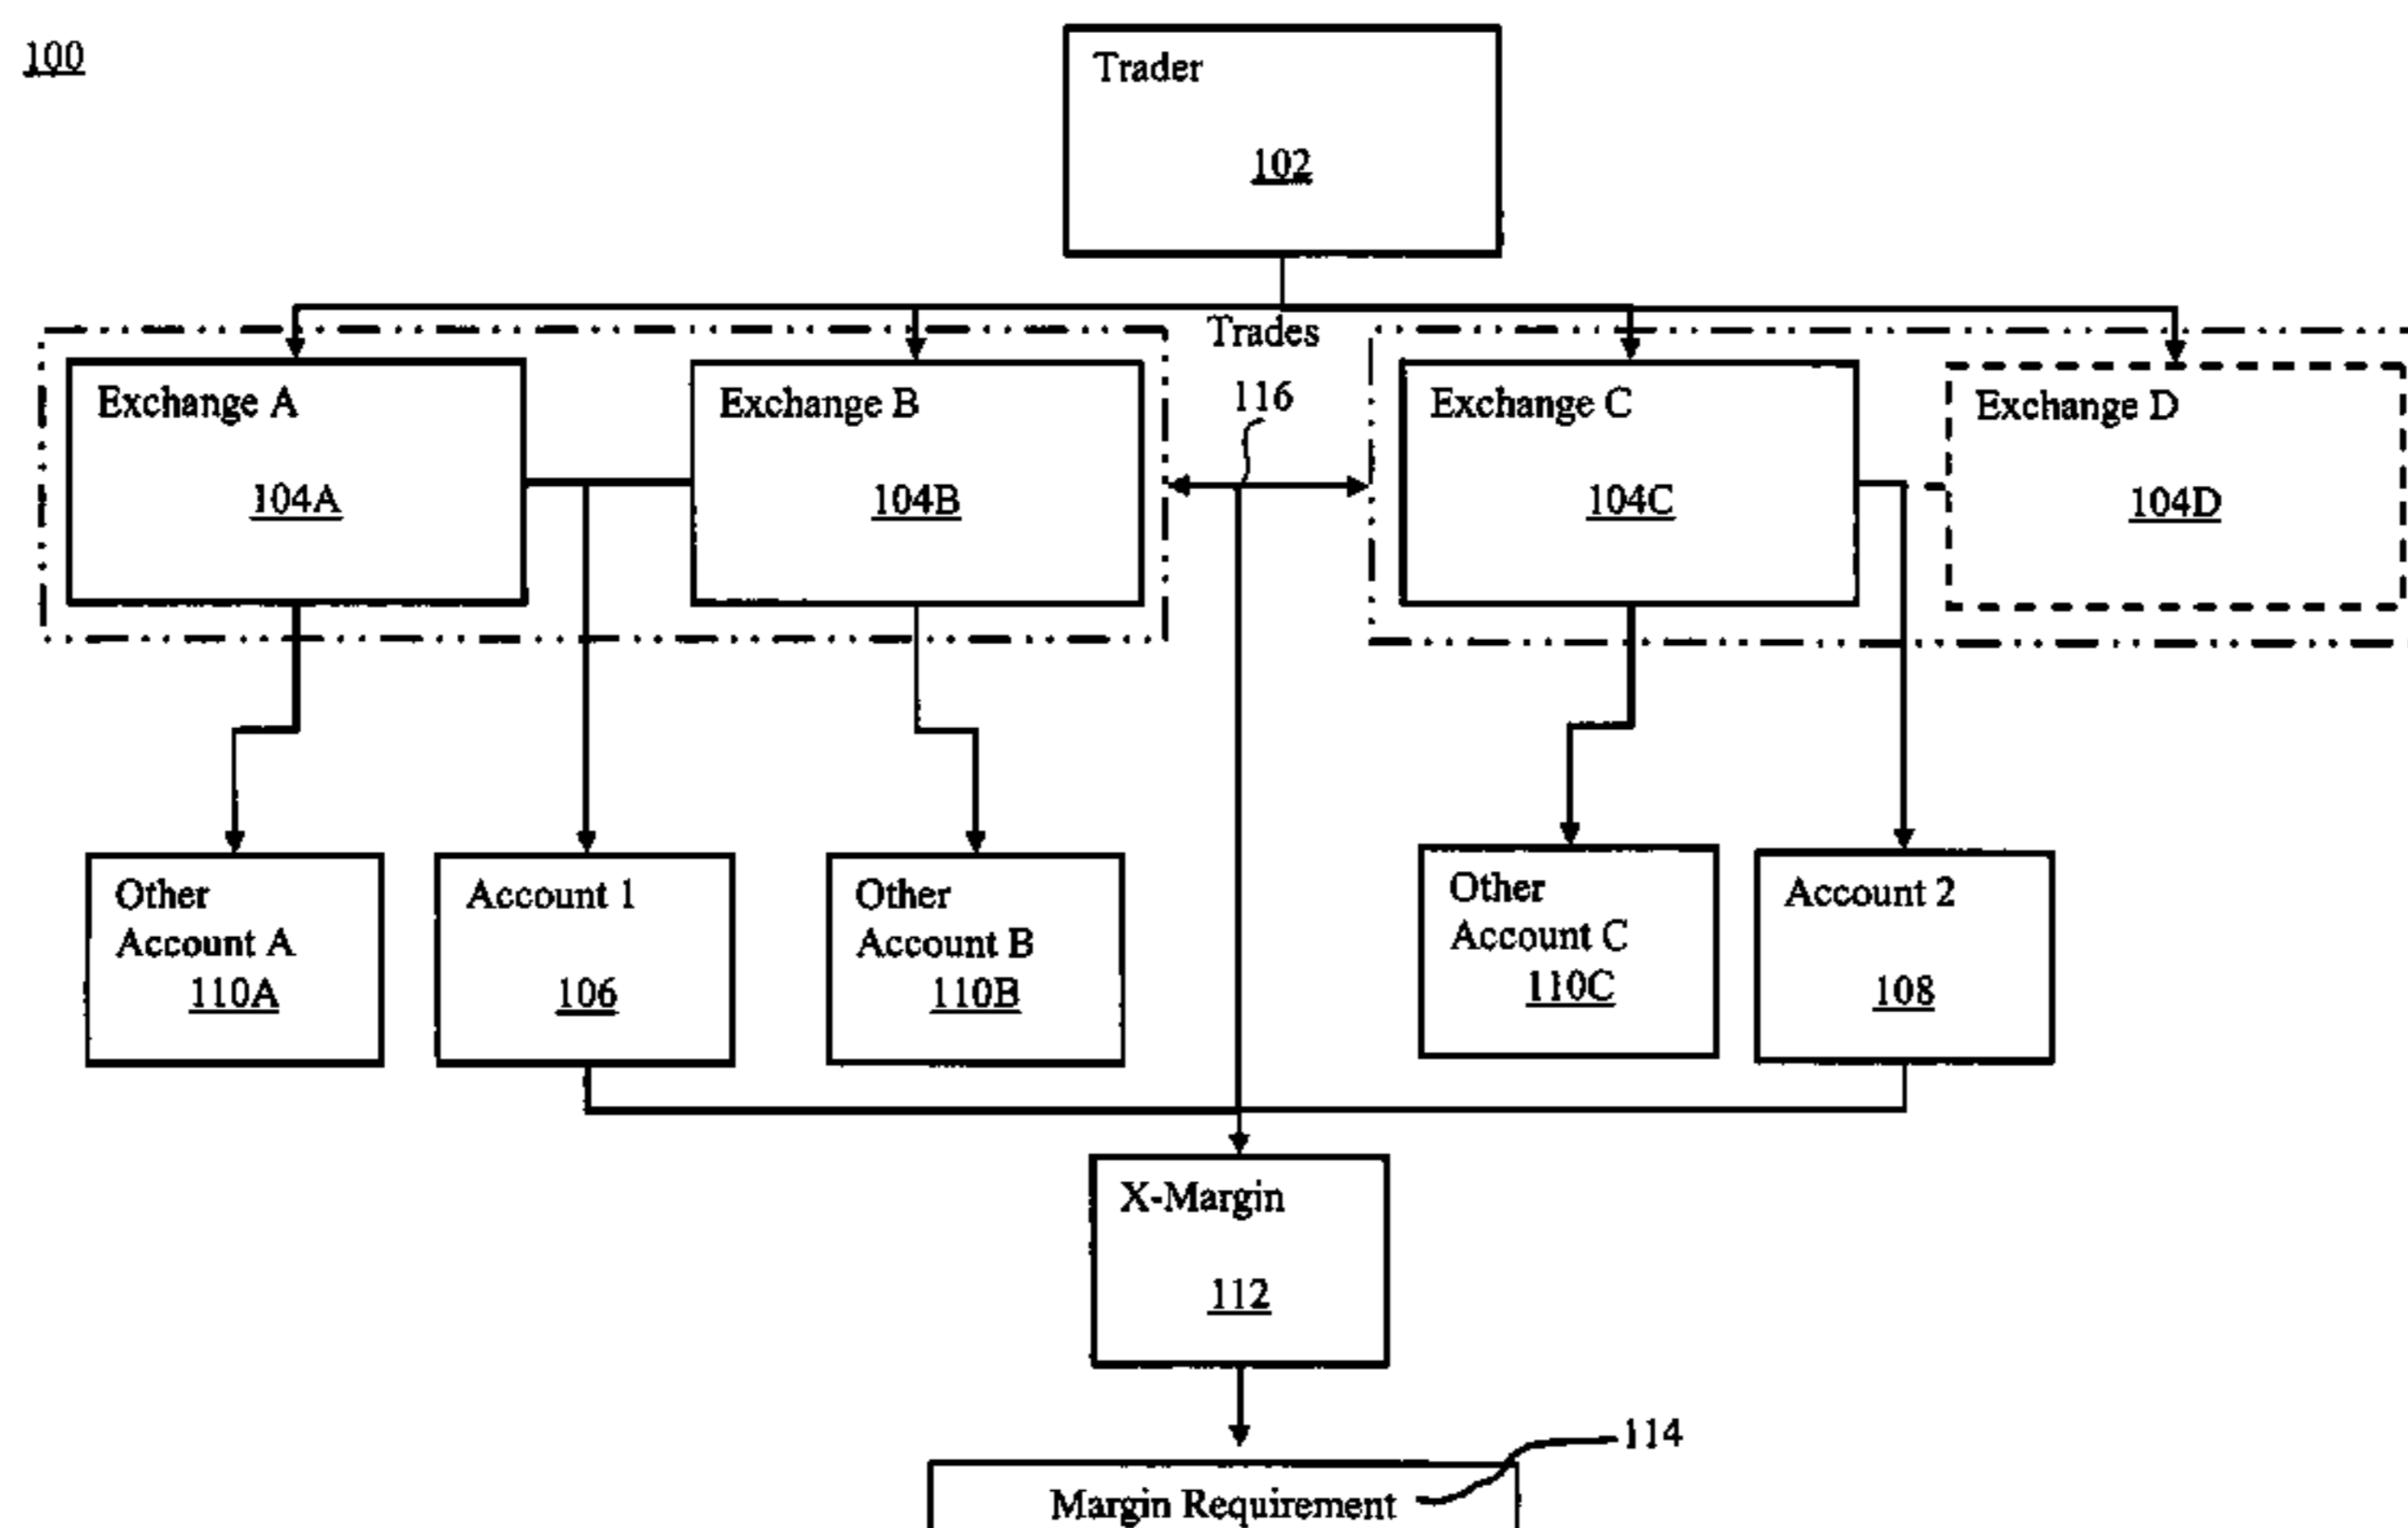 100
Trader
102
Trades
116
Exchange A
104A
Exchange B
104B
Exchange C
104C
Exchange D
104D
Other
Account A
110A
Account 1
106
Other
Account B
110B
Other
Account C
110C
Account 2
108
X-Margin
112
114
Margin Requirement